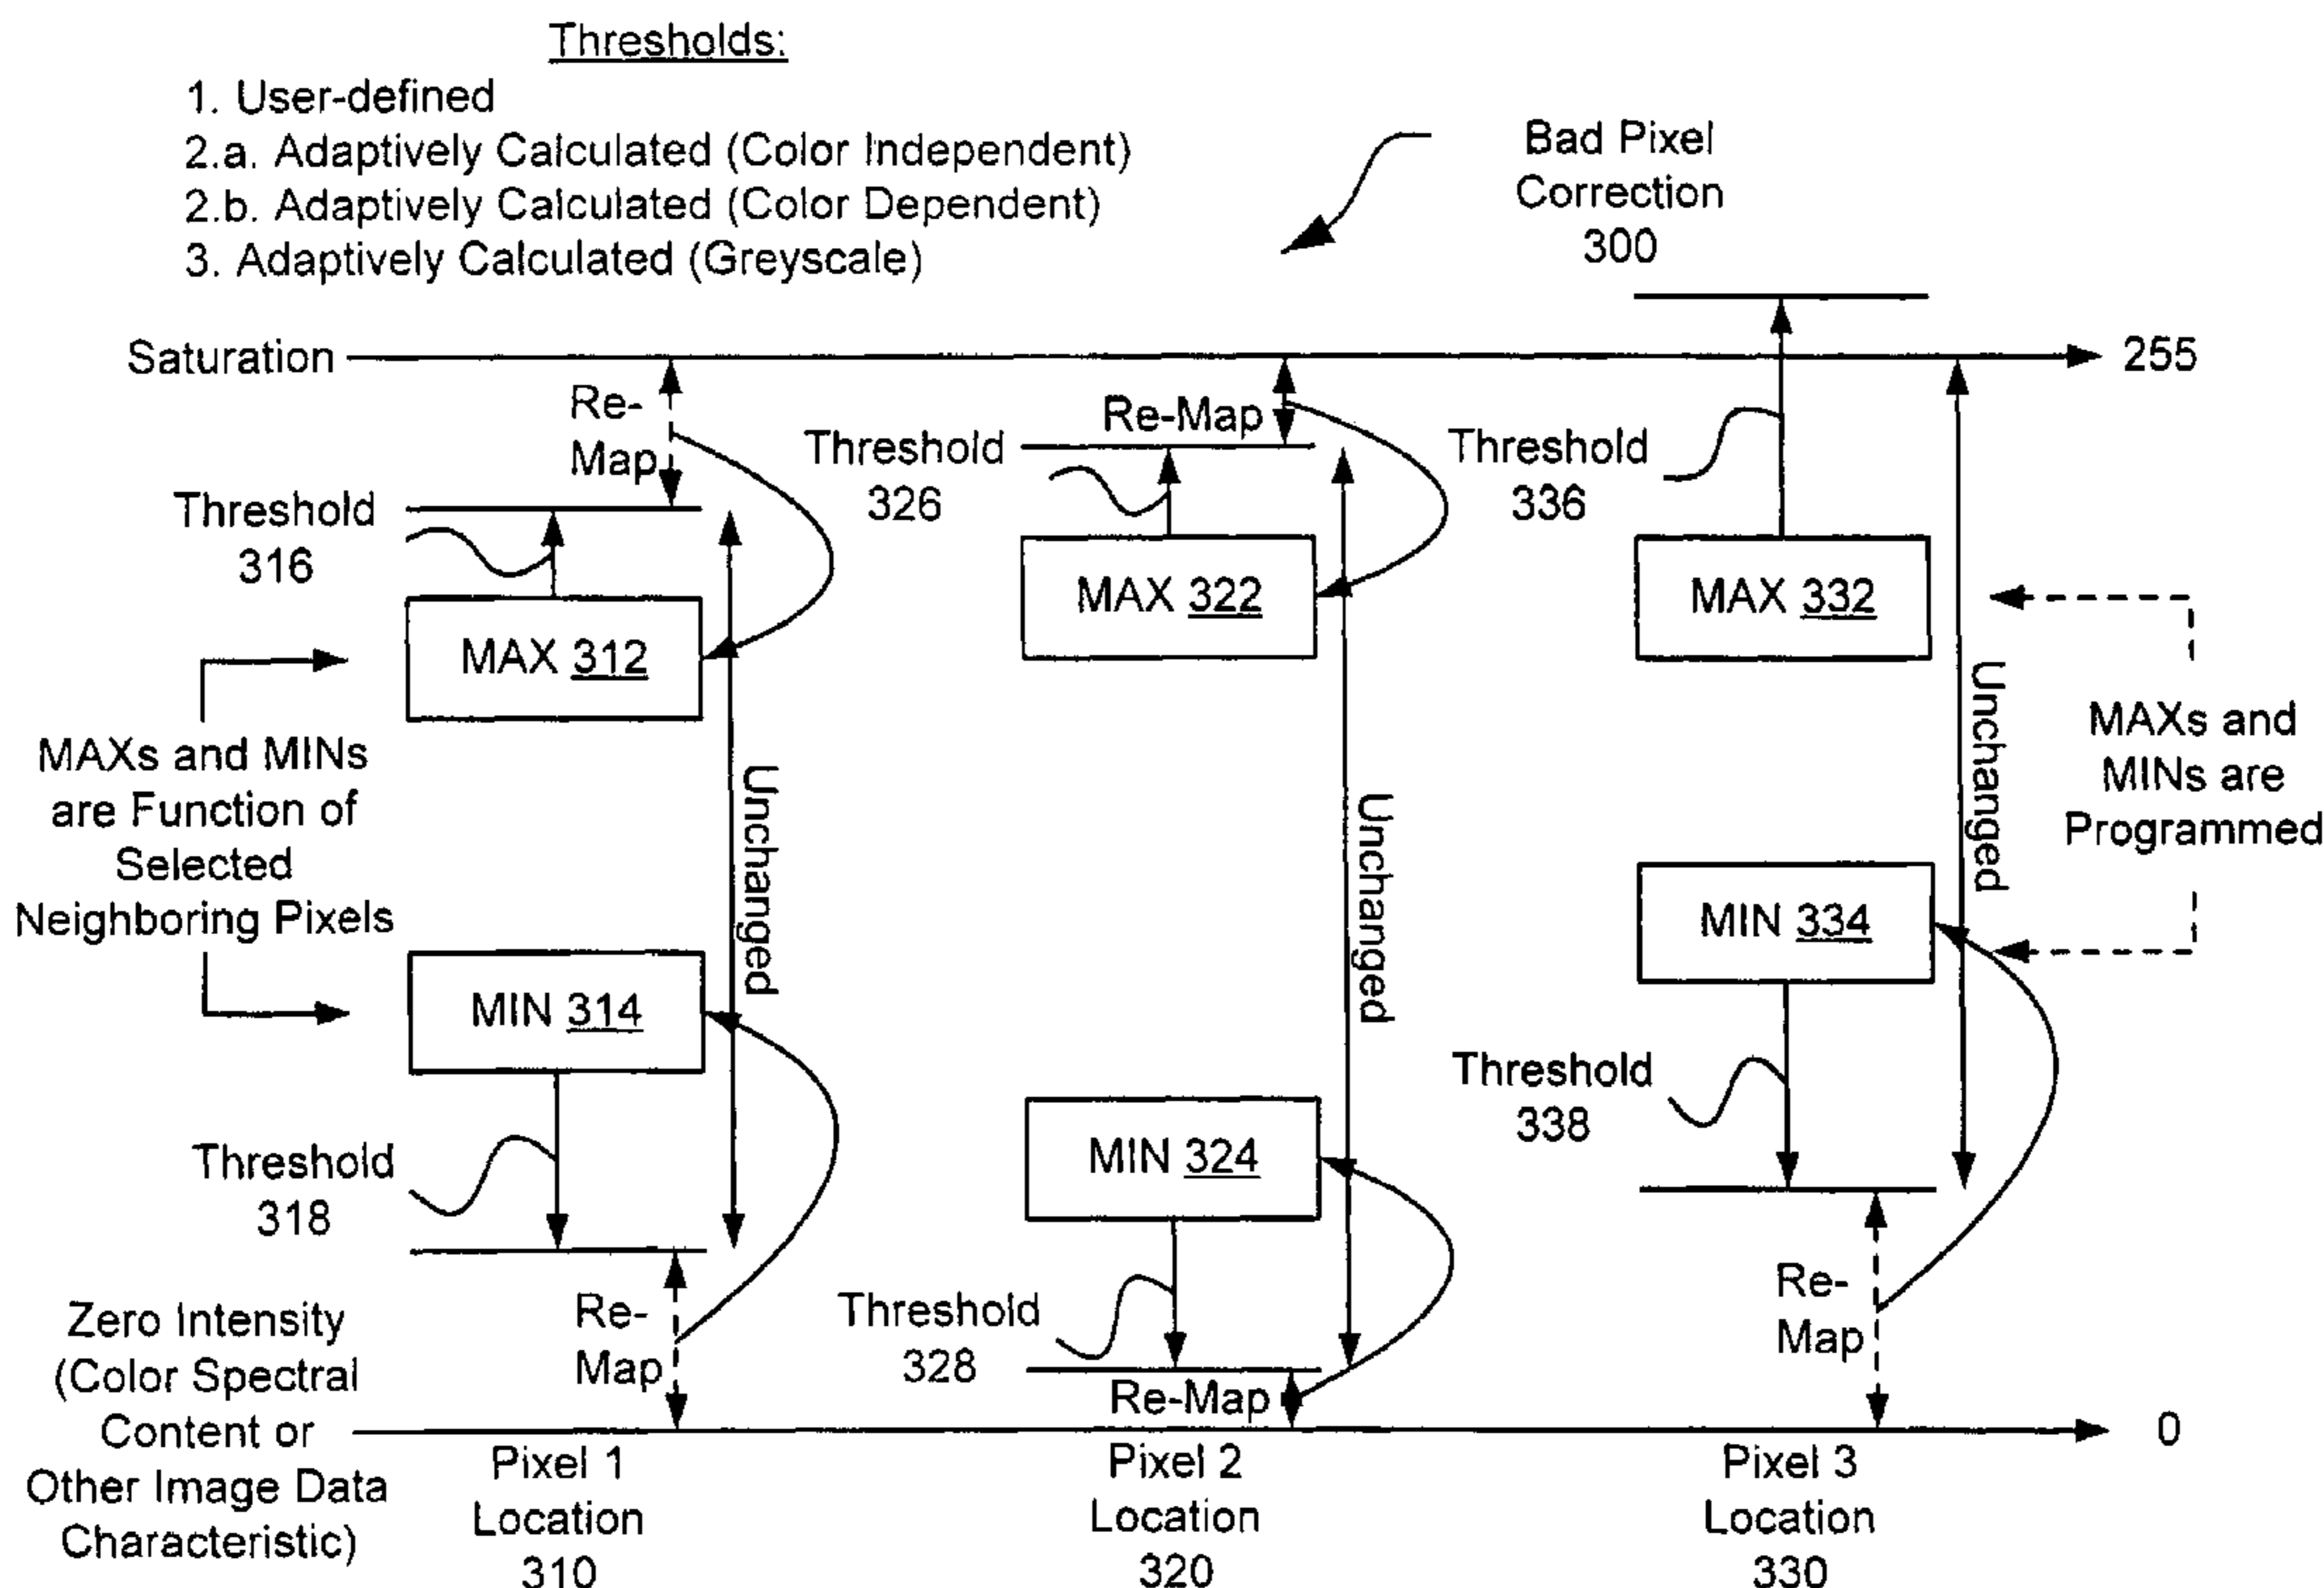 Thresholds:
1. User-defined
2.a. Adaptively Calculated (Color Independent)
2.b. Adaptively Calculated (Color Dependent)
3. Adaptively Calculated (Greyscale)
Bad Pixel
Correction
300
Saturation
255
Re-
Map
Threshold
316
MAX 312
Unchanged
MAXs and MINs
are Function of
Selected
Neighboring Pixels
MIN 314
Threshold
318
Re-
Map
Re-Map
Threshold
326
MAX 322
Unchanged
MIN 324
Threshold
328
Re-Map
Threshold
336
MAX 332
Unchanged
MAXs and
MINs are
Programmed
MIN 334
Threshold
338
Re-
Map
Zero Intensity
(Color Spectral
Content or
Other Image Data
Characteristic)
0
Pixel 1
Location
310
Pixel 2
Location
320
Pixel 3
Location
330